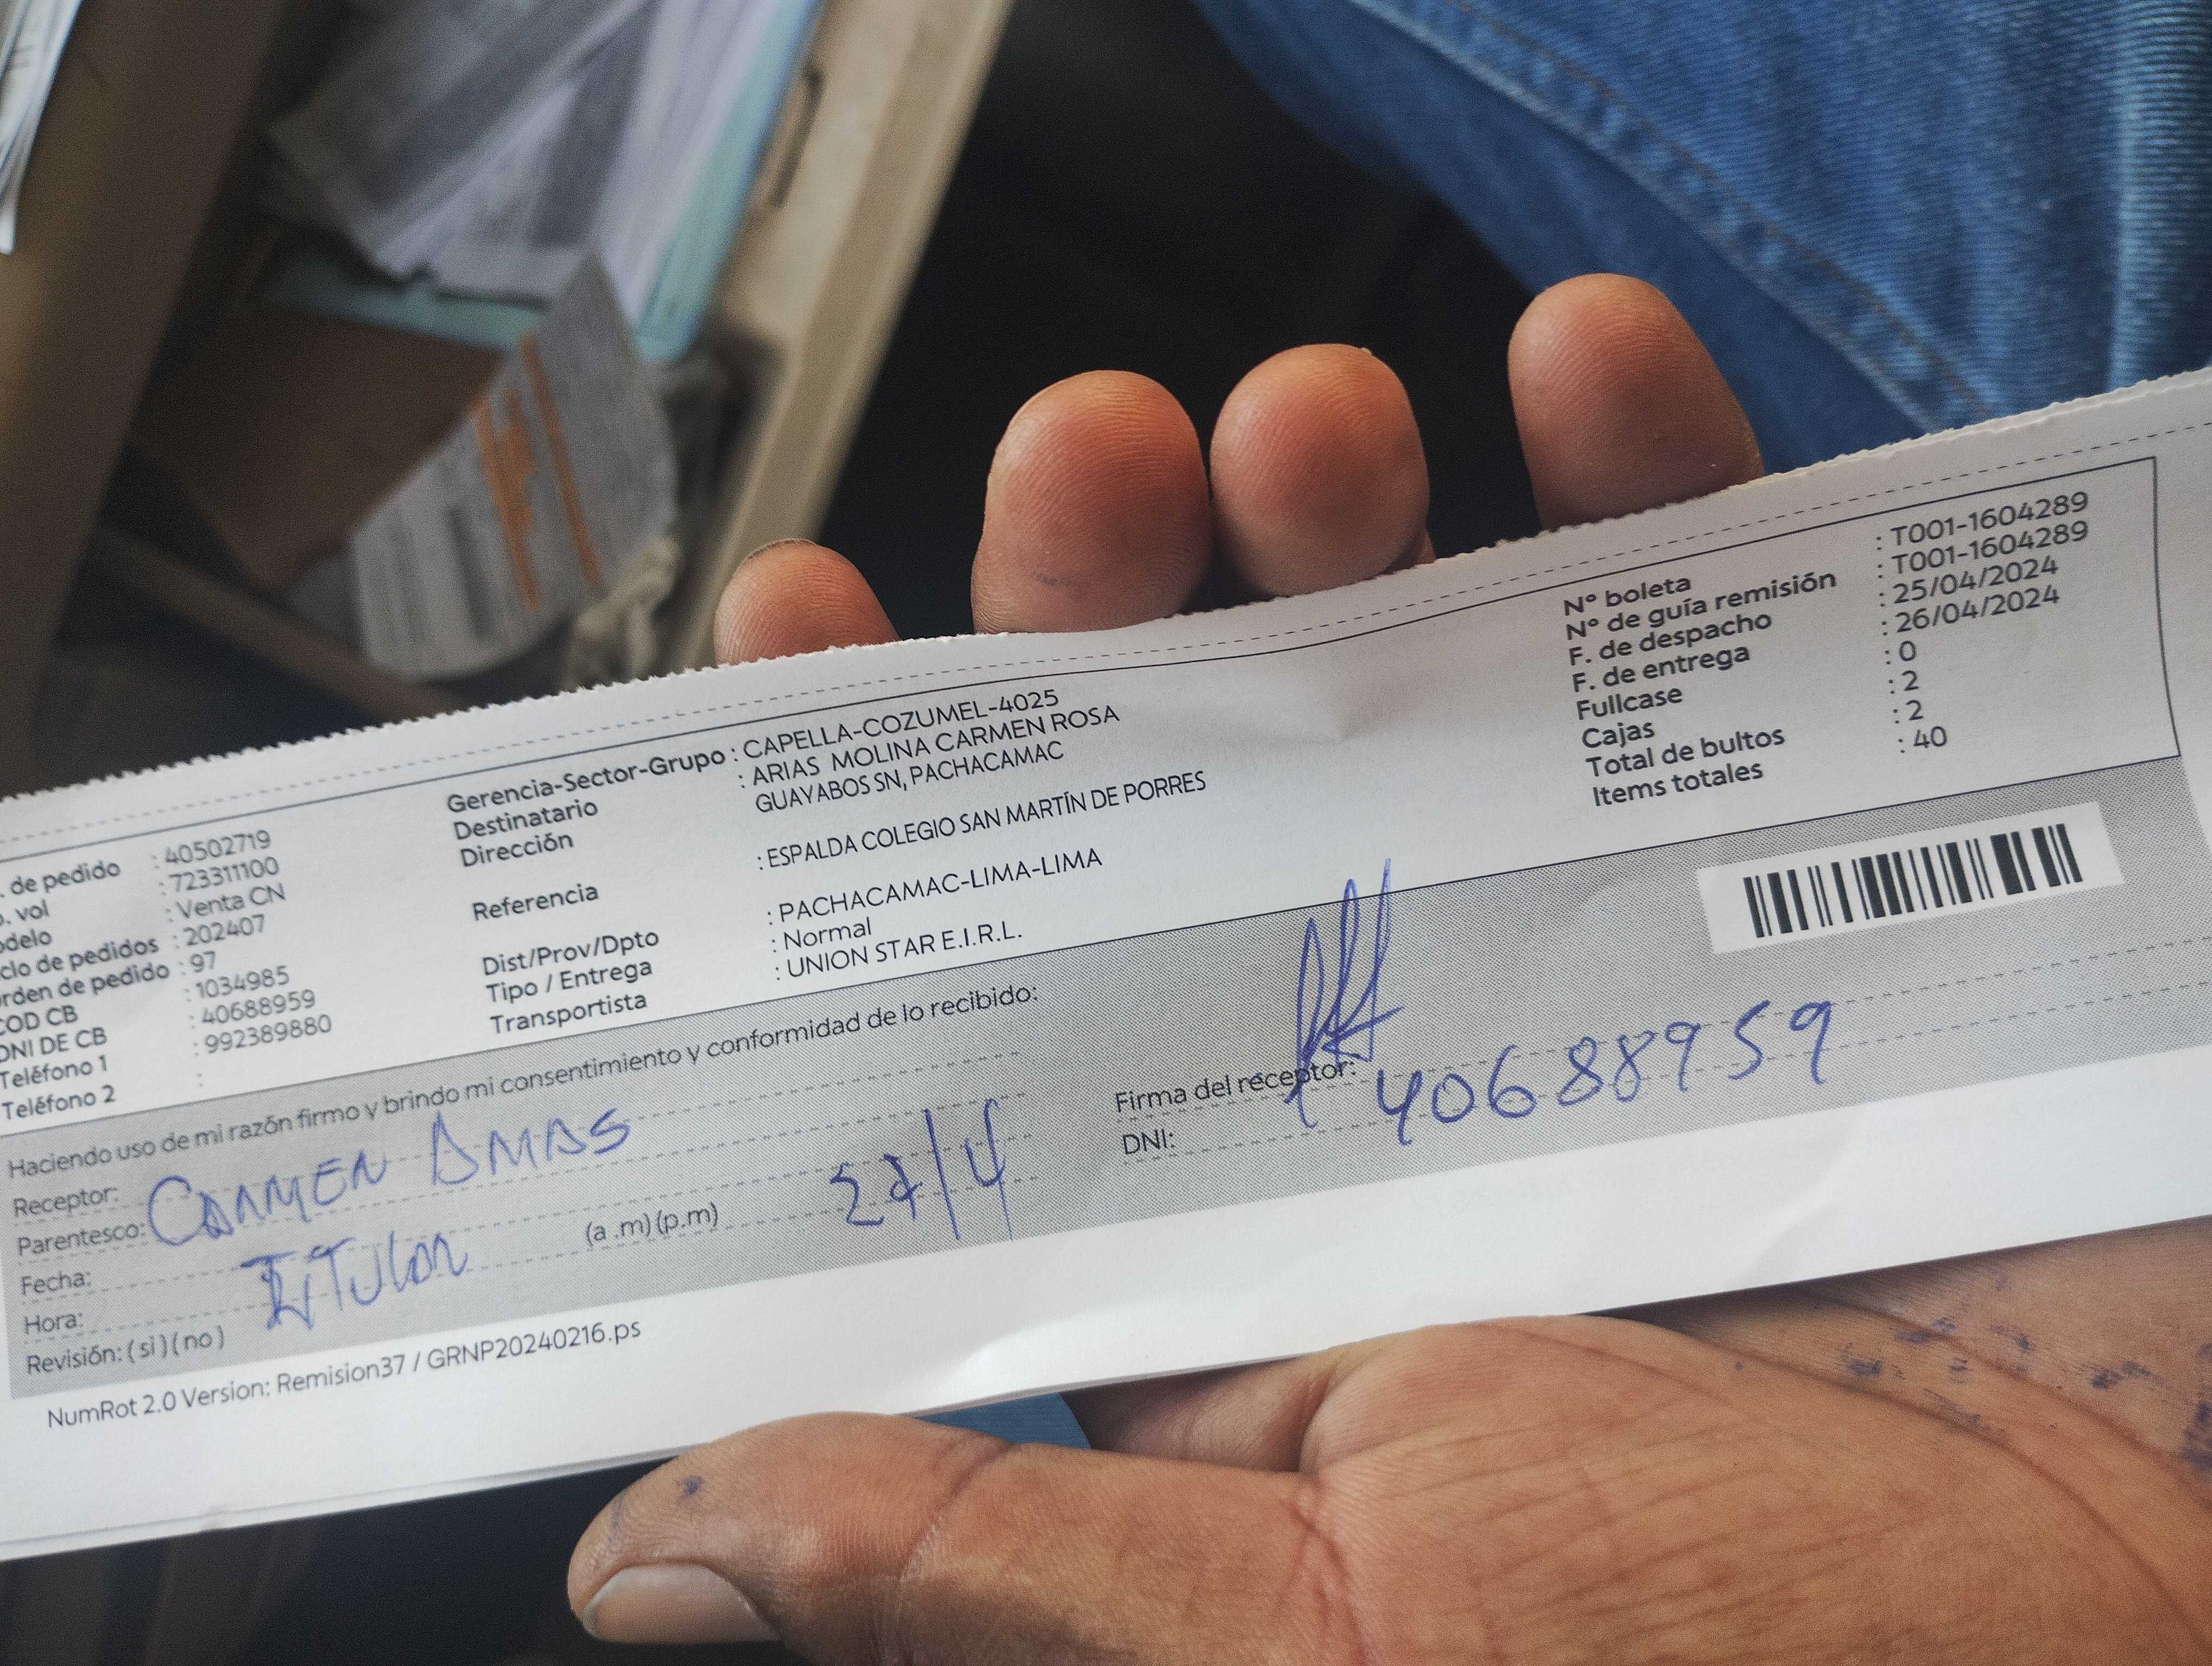 . de pedido : 40502719
. vol : 723311100
odelo : Venta CN
clo de pedidos : 202407
rden de pedido : 97
COD CB : 1034985
DNI DE CB : 40688959
Teléfono 1 : 992389880
Teléfono 2 :
Gerencia-Sector-Grupo : CAPELLA-COZUMEL-4025
Destinatario : ARIAS MOLINA CARMEN ROSA
Dirección GUAYABOS SN, PACHACAMAC
Referencia : ESPALDA COLEGIO SAN MARTÍN DE PORRES
Dist/Prov/Dpto : PACHACAMAC-LIMA-LIMA
Tipo / Entrega : Normal
Transportista : UNION STAR E.I.R.L.
N° boleta : T001-1604289
N° de guía remisión : T001-1604289
F. de despacho : 25/04/2024
F. de entrega : 26/04/2024
Fullcase : 0
Cajas : 2
Total de bultos : 2
Items totales : 40
Haciendo uso de mi razón firmo y brindo mi consentimiento y conformidad de lo recibido:
Receptor: CARMEN ARIAS
Parentesco:
Fecha: 27/4
Hora: (a .m) (p.m)
Revisión: ( si ) ( no )
Firma del receptor:
DNI: 40688959
NumRot 2.0 Version: Remision37 / GRNP20240216.ps